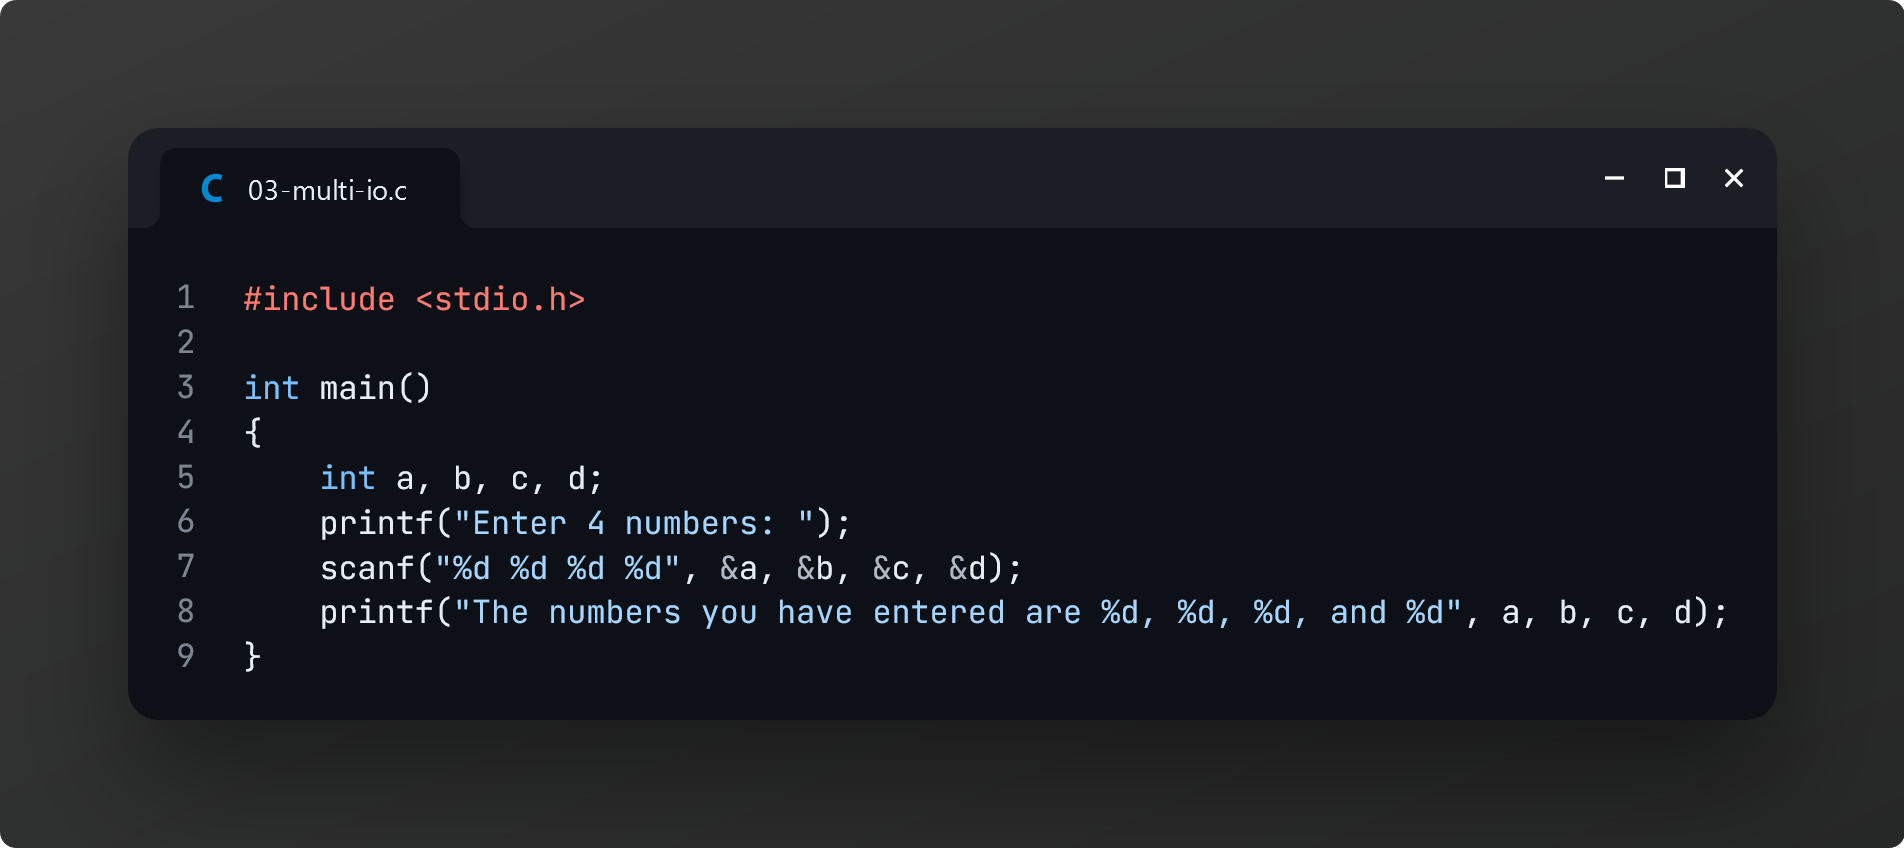 C 03-multi-io.c
1 #include <stdio.h>
2
3 int main()
4 {
5     int a, b, c, d;
6     printf("Enter 4 numbers: ");
7     scanf("%d %d %d %d", &a, &b, &c, &d);
8     printf("The numbers you have entered are %d, %d, %d, and %d", a, b, c, d);
9 }